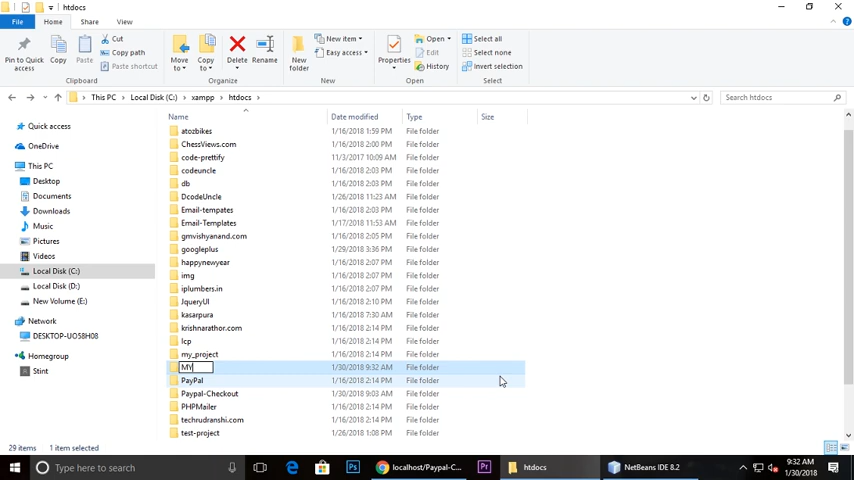 htdocs
File Home Share View
Pin to Quick access Copy Paste Cut Copy path Paste shortcut Move to Copy to Delete Rename New folder New item Easy access Properties Open Edit History Select all Select none Invert selection
Clipboard Organize New Open Select
This PC Local Disk (C:) xampp htdocs Search htdocs
Name Date modified Type Size
Quick access
OneDrive
This PC
Desktop
Documents
Downloads
Music
Pictures
Videos
Local Disk (C:)
Local Disk (D:)
New Volume (E:)
Network
DESKTOP-UO58H08
Homegroup
Stint
atozbikes 1/16/2018 1:59 PM File folder
ChessViews.com 1/16/2018 2:00 PM File folder
code-prettify 11/3/2017 10:09 AM File folder
codeuncle 1/16/2018 2:03 PM File folder
db 1/16/2018 2:03 PM File folder
DcodeUncle 1/26/2018 11:23 AM File folder
Email-tempates 1/16/2018 2:03 PM File folder
Email-Templates 1/17/2018 11:53 AM File folder
gmvishyanand.com 1/16/2018 2:05 PM File folder
googleplus 1/29/2018 3:36 PM File folder
happynewyear 1/16/2018 2:07 PM File folder
img 1/16/2018 2:07 PM File folder
iplumbers.in 1/16/2018 2:07 PM File folder
JqueryUI 1/16/2018 2:10 PM File folder
kasarpura 1/16/2018 7:30 AM File folder
krishnarathor.com 1/16/2018 2:14 PM File folder
lcp 1/16/2018 2:14 PM File folder
my_project 1/16/2018 2:14 PM File folder
MY 1/30/2018 9:32 AM File folder
PayPal 1/16/2018 2:14 PM File folder
Paypal-Checkout 1/30/2018 9:03 AM File folder
PHPMailer 1/16/2018 2:14 PM File folder
techrudranshi.com 1/16/2018 2:14 PM File folder
test-project 1/26/2018 1:08 PM File folder
29 items 1 item selected
Type here to search Ps localhost/Paypal-C... Pr htdocs NetBeans IDE 8.2 9:32 AM
1/30/2018